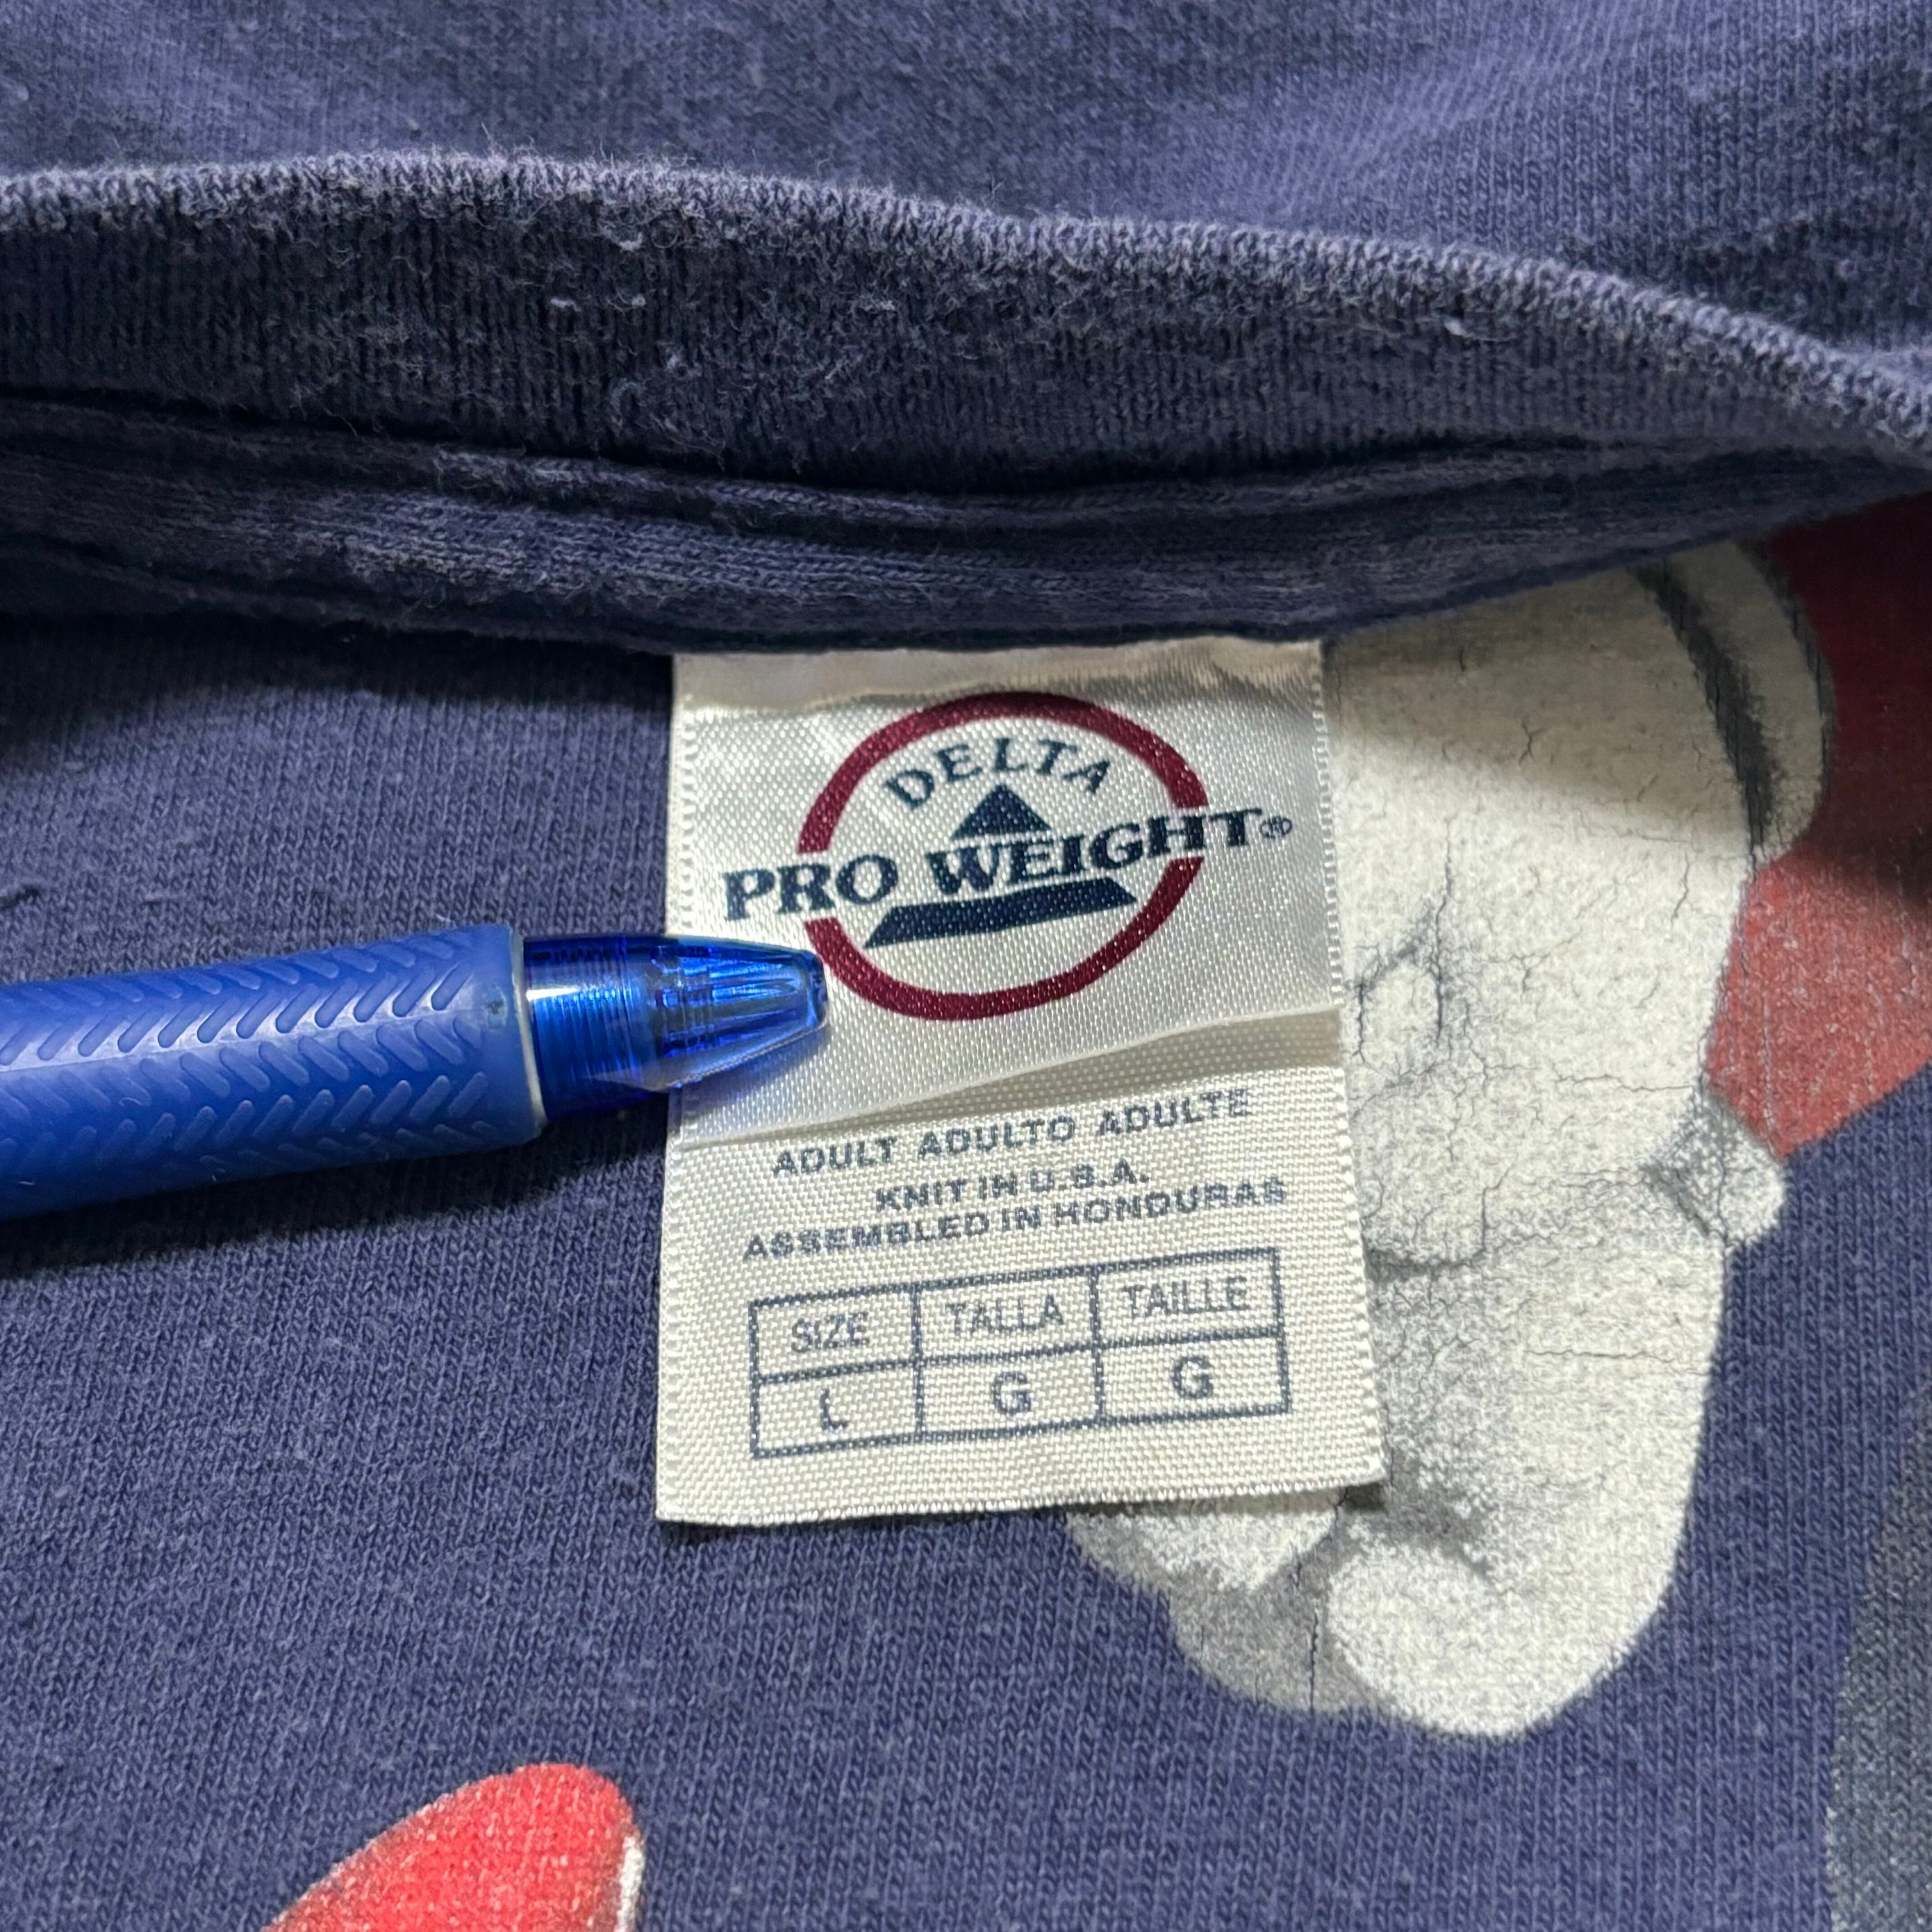 DELTA
PRO WEIGHT®
ADULT ADULTO ADULTE
KNIT IN U.S.A.
ASSEMBLED IN HONDURAS
SIZE TALLA TAILLE
L G G